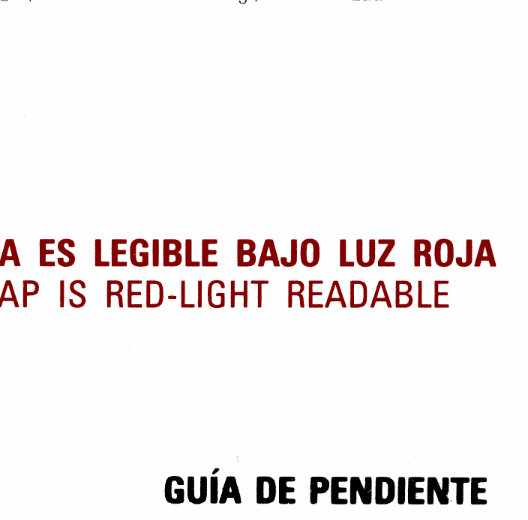 A ES LEGIBLE BAJO LUZ ROJA
AP IS RED-LIGHT READABLE
GUÍA DE PENDIENTE